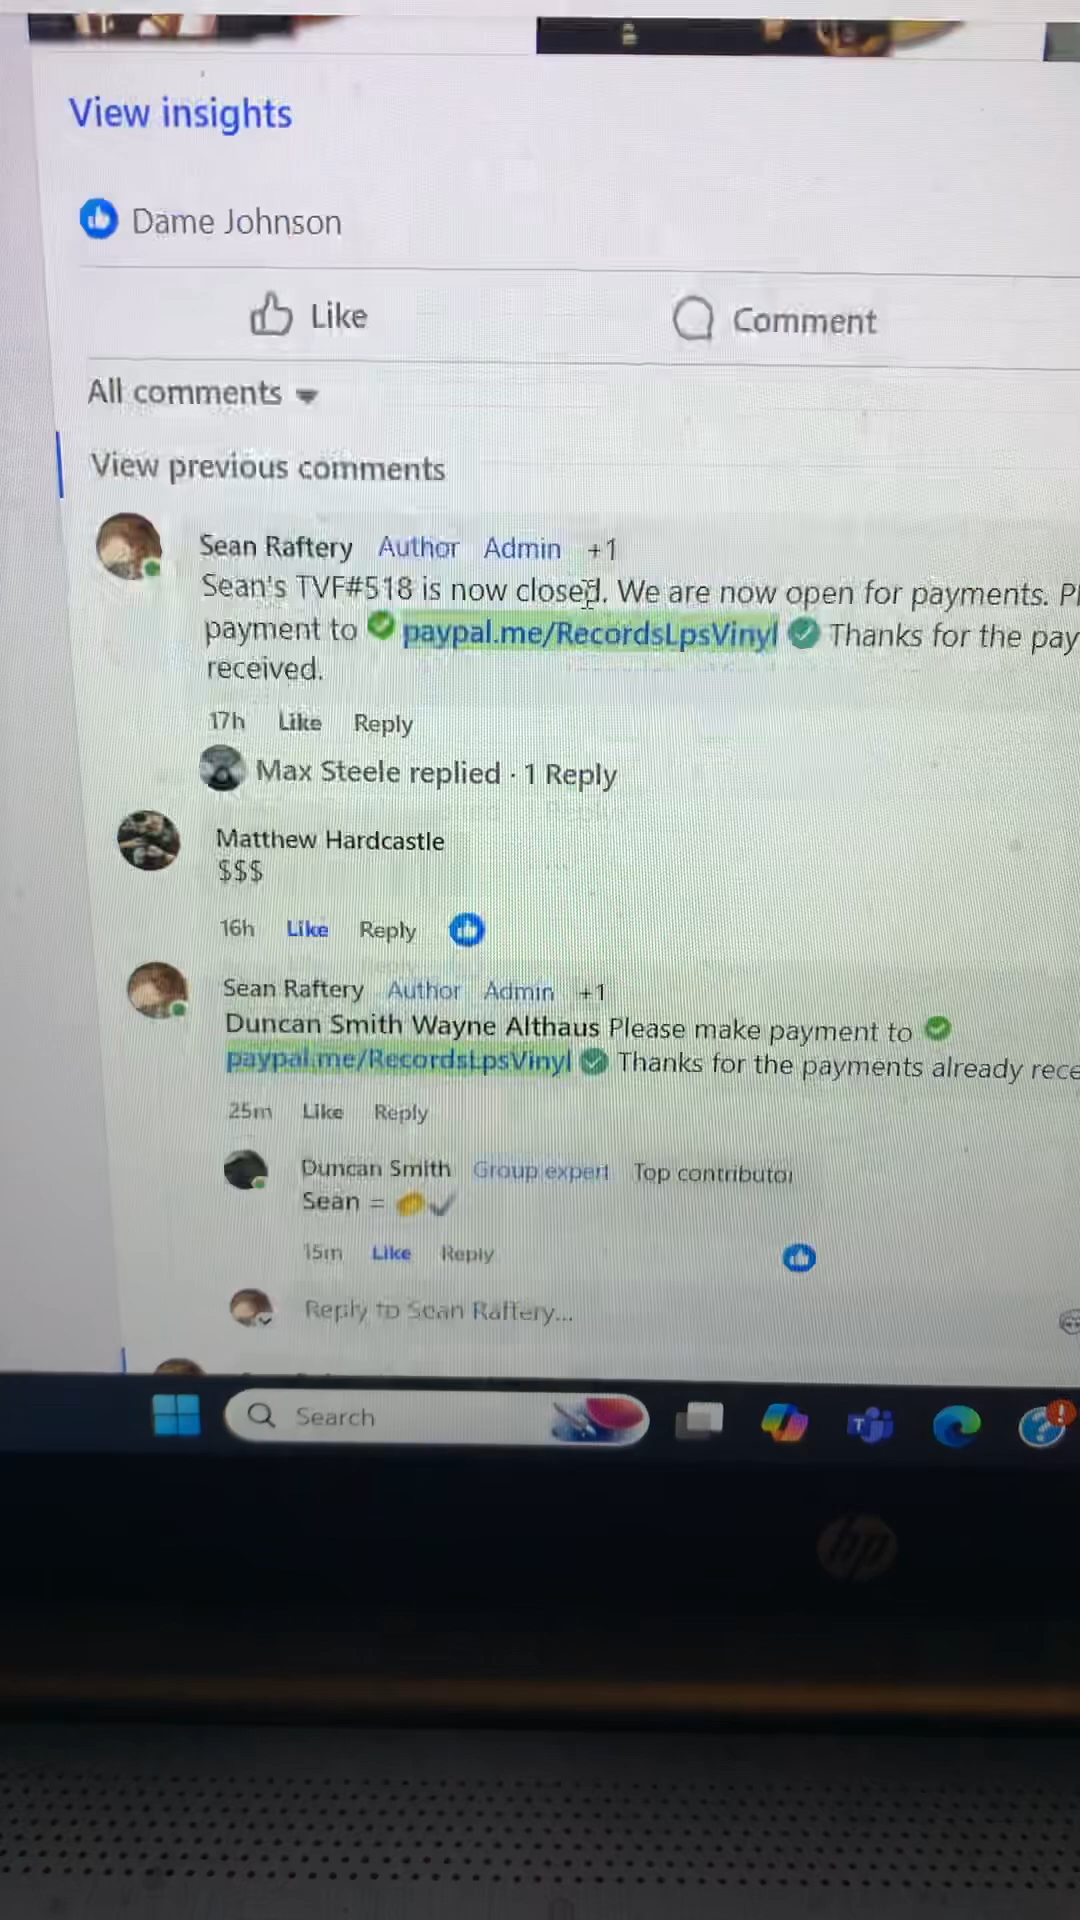 View insights
Dame Johnson
Like
Comment
All comments
View previous comments
Sean Raftery Author Admin +1
Sean's TVF#518 is now closed. We are now open for payments. Pl
payment to ✅ paypal.me/RecordsLpsVinyl ✅ Thanks for the pay
received.
17h Like Reply
Max Steele replied · 1 Reply
Matthew Hardcastle
$$$
16h Like Reply
Sean Raftery Author Admin +1
Duncan Smith Wayne Althaus Please make payment to ✅
paypal.me/RecordsLpsVinyl ✅ Thanks for the payments already rece
25m Like Reply
Duncan Smith Group expert Top contributor
Sean = ✔
15m Like Reply
Reply to Sean Raftery...
Search
hp